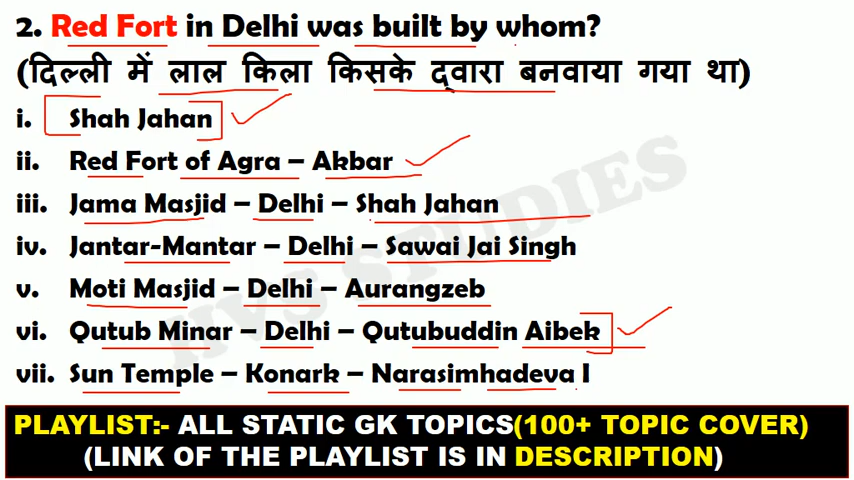 2. Red Fort in Delhi was built by whom?
(दिल्ली में लाल किला किसके द्वारा बनवाया गया था)
i. Shah Jahan
ii. Red Fort of Agra – Akbar
iii. Jama Masjid – Delhi – Shah Jahan
iv. Jantar-Mantar – Delhi – Sawai Jai Singh
v. Moti Masjid – Delhi – Aurangzeb
vi. Qutub Minar – Delhi – Qutubuddin Aibek
vii. Sun Temple – Konark – Narasimhadeva I
HVS STUDIES
PLAYLIST:- ALL STATIC GK TOPICS(100+ TOPIC COVER)
(LINK OF THE PLAYLIST IS IN DESCRIPTION)